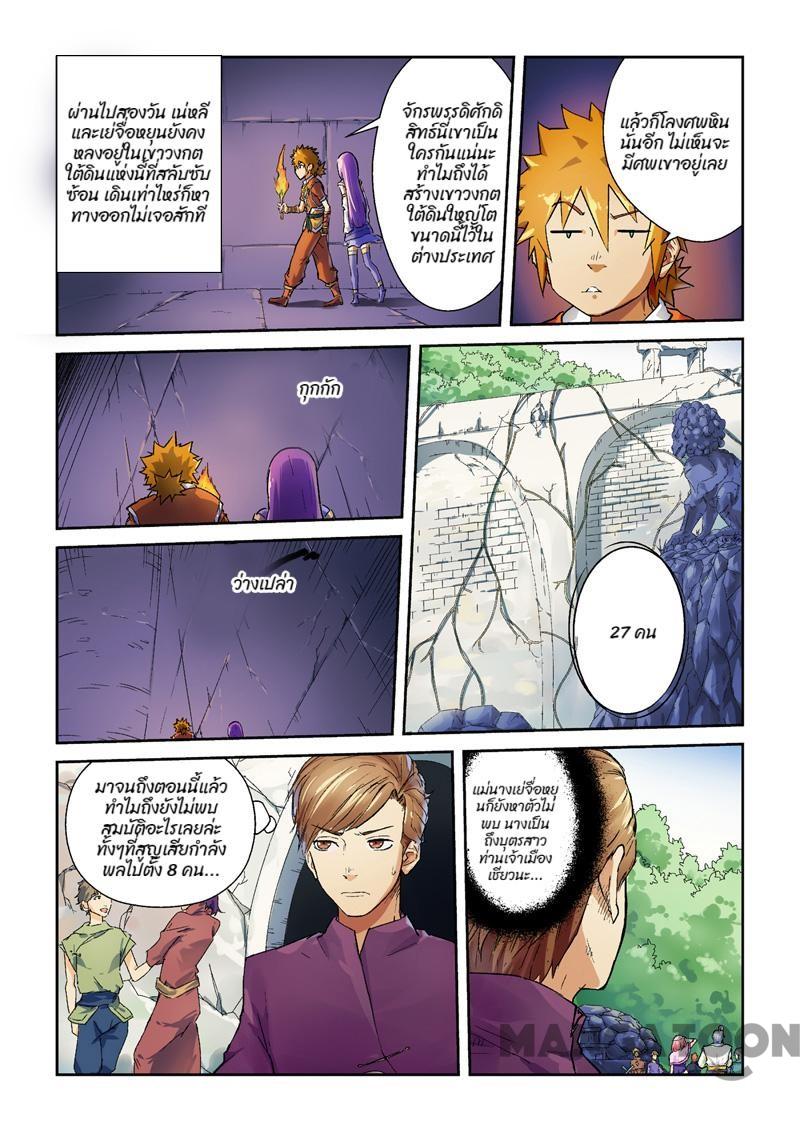 ผ่านไปสองวัน เน่หลี
และเย่จื่อหยุนยังคง
หลงอยู่ในเขาวงกต
ใต้ดินแห่งนี้ที่สลับซับ
ซ้อน เดินเท่าไหร่ก็หา
ทางออกไม่เจอสักที
จักรพรรดิศักดิ์
สิทธ์นี่เขาเป็น
ใครกันแน่นะ
ทำไมถึงได้
สร้างเขาวงกต
ใต้ดินใหญ่โต
ขนาดนี้ไว้ใน
ต่างประเทศ
แล้วก็โลงศพหิน
นั่นอีก ไม่เห็นจะ
มีศพเขาอยู่เลย
กุกกัก
ว่างเปล่า
27 คน
มาจนถึงตอนนี้แล้ว
ทำไมถึงยังไม่พบ
สมบัติอะไรเลยล่ะ
ทั้งๆที่สูญเสียกำลัง
พลไปตั้ง 8 คน...
แม่นางเย่จื่อหยุ
นก็ยังหาตัวไม่
พบ นางเป็น
ถึงบุตรสาว
ท่านเจ้าเมือง
เชียวนะ...
MANGATOON